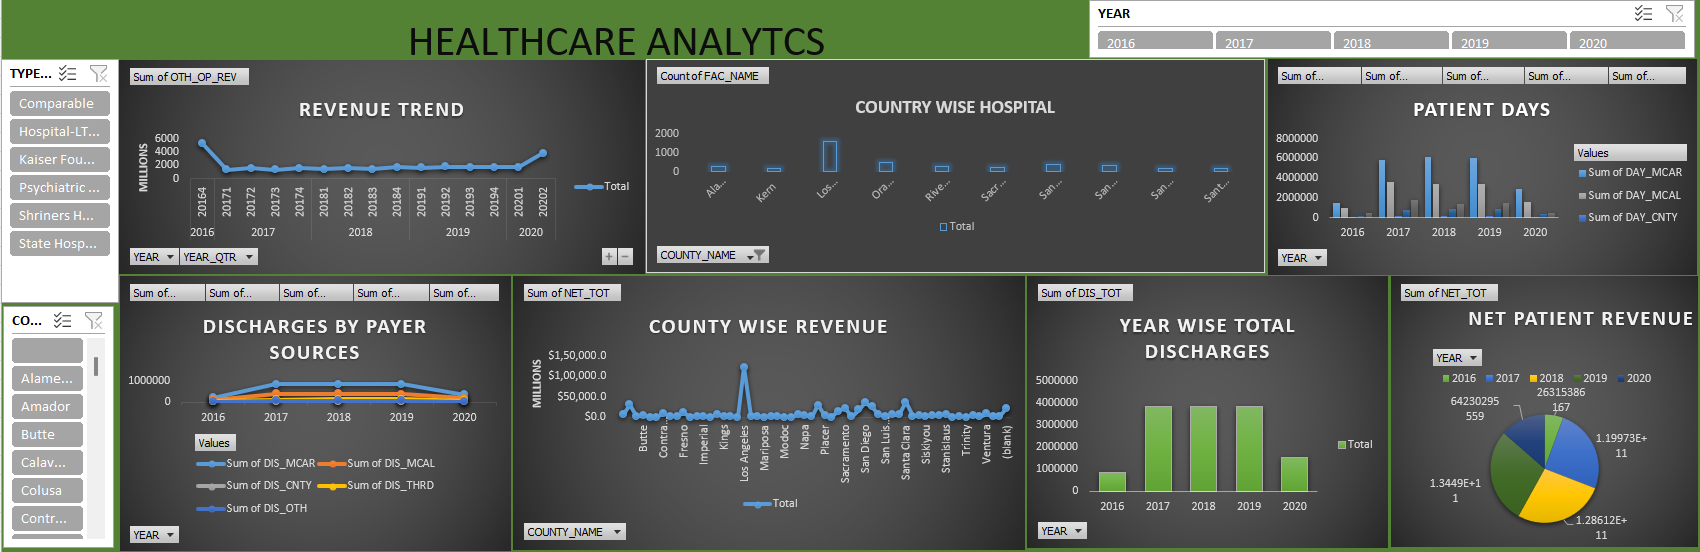 HEALTHCARE ANALYTCS
YEAR
2016 2017 2018 2019 2020
TYPE...
Comparable
Hospital-LT...
Kaiser Fou...
Psychiatric ...
Shriners H...
State Hosp...
CO...
Alame...
Amador
Butte
Calav...
Colusa
Contr...
Sum of OTH_OP_REV
REVENUE TREND
MILLIONS
6000
4000
2000
0
20164 20171 20172 20173 20174 20181 20182 20183 20184 20191 20192 20193 20194 20201 20202
2016 2017 2018 2019 2020
Total
YEAR YEAR_QTR
+ −
Count of FAC_NAME
COUNTRY WISE HOSPITAL
2000
1000
0
Ala... Kern Los... Ora... Rive... Sacr... San... San... San... Sant...
Total
COUNTY_NAME
Sum of... Sum of... Sum of... Sum of... Sum of...
PATIENT DAYS
8000000
6000000
4000000
2000000
0
2016 2017 2018 2019 2020
Values
Sum of DAY_MCAR
Sum of DAY_MCAL
Sum of DAY_CNTY
YEAR
Sum of... Sum of... Sum of... Sum of... Sum of...
DISCHARGES BY PAYER
SOURCES
1000000
0
2016 2017 2018 2019 2020
Values
Sum of DIS_MCAR Sum of DIS_MCAL
Sum of DIS_CNTY Sum of DIS_THRD
Sum of DIS_OTH
YEAR
Sum of NET_TOT
COUNTY WISE REVENUE
MILLIONS
$1,50,000.0
$1,00,000.0
$50,000.0
$0.0
Butte Contra... Fresno Imperial Kings Los Angeles Mariposa Modoc Napa Placer Sacramento San Diego San Luis... Santa Clara Siskiyou Stanislaus Trinity Ventura (blank)
Total
COUNTY_NAME
Sum of DIS_TOT
YEAR WISE TOTAL
DISCHARGES
5000000
4000000
3000000
2000000
1000000
0
2016 2017 2018 2019 2020
Total
YEAR
Sum of NET_TOT
NET PATIENT REVENUE
YEAR
2016 2017 2018 2019 2020
26315386
167
64230295
559
1.19973E+
11
1.3449E+1
1
1.28612E+
11